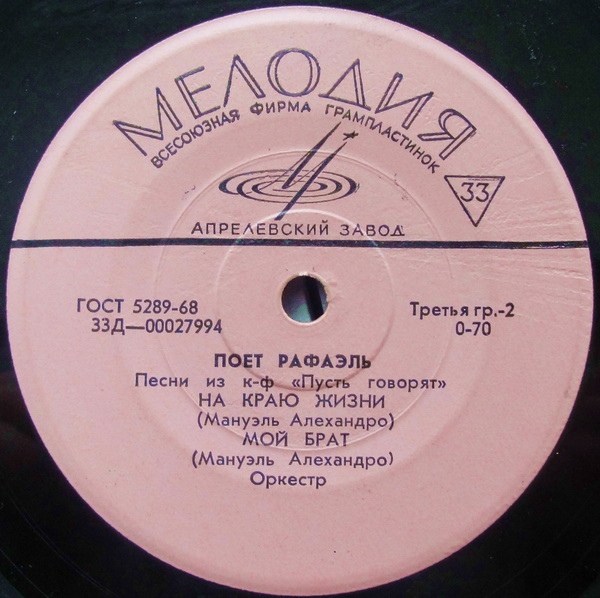 МЕЛОДИЯ
ВСЕСОЮЗНАЯ ФИРМА ГРАМПЛАСТИНОК
33
АПРЕЛЕВСКИЙ ЗАВОД
ГОСТ 5289-68
33Д—00027994
Третья гр.-2
0-70
ПОЕТ РАФАЭЛЬ
Песни из к-ф «Пусть говорят»
НА КРАЮ ЖИЗНИ
(Мануэль Алехандро)
МОЙ БРАТ
(Мануэль Алехандро)
Оркестр